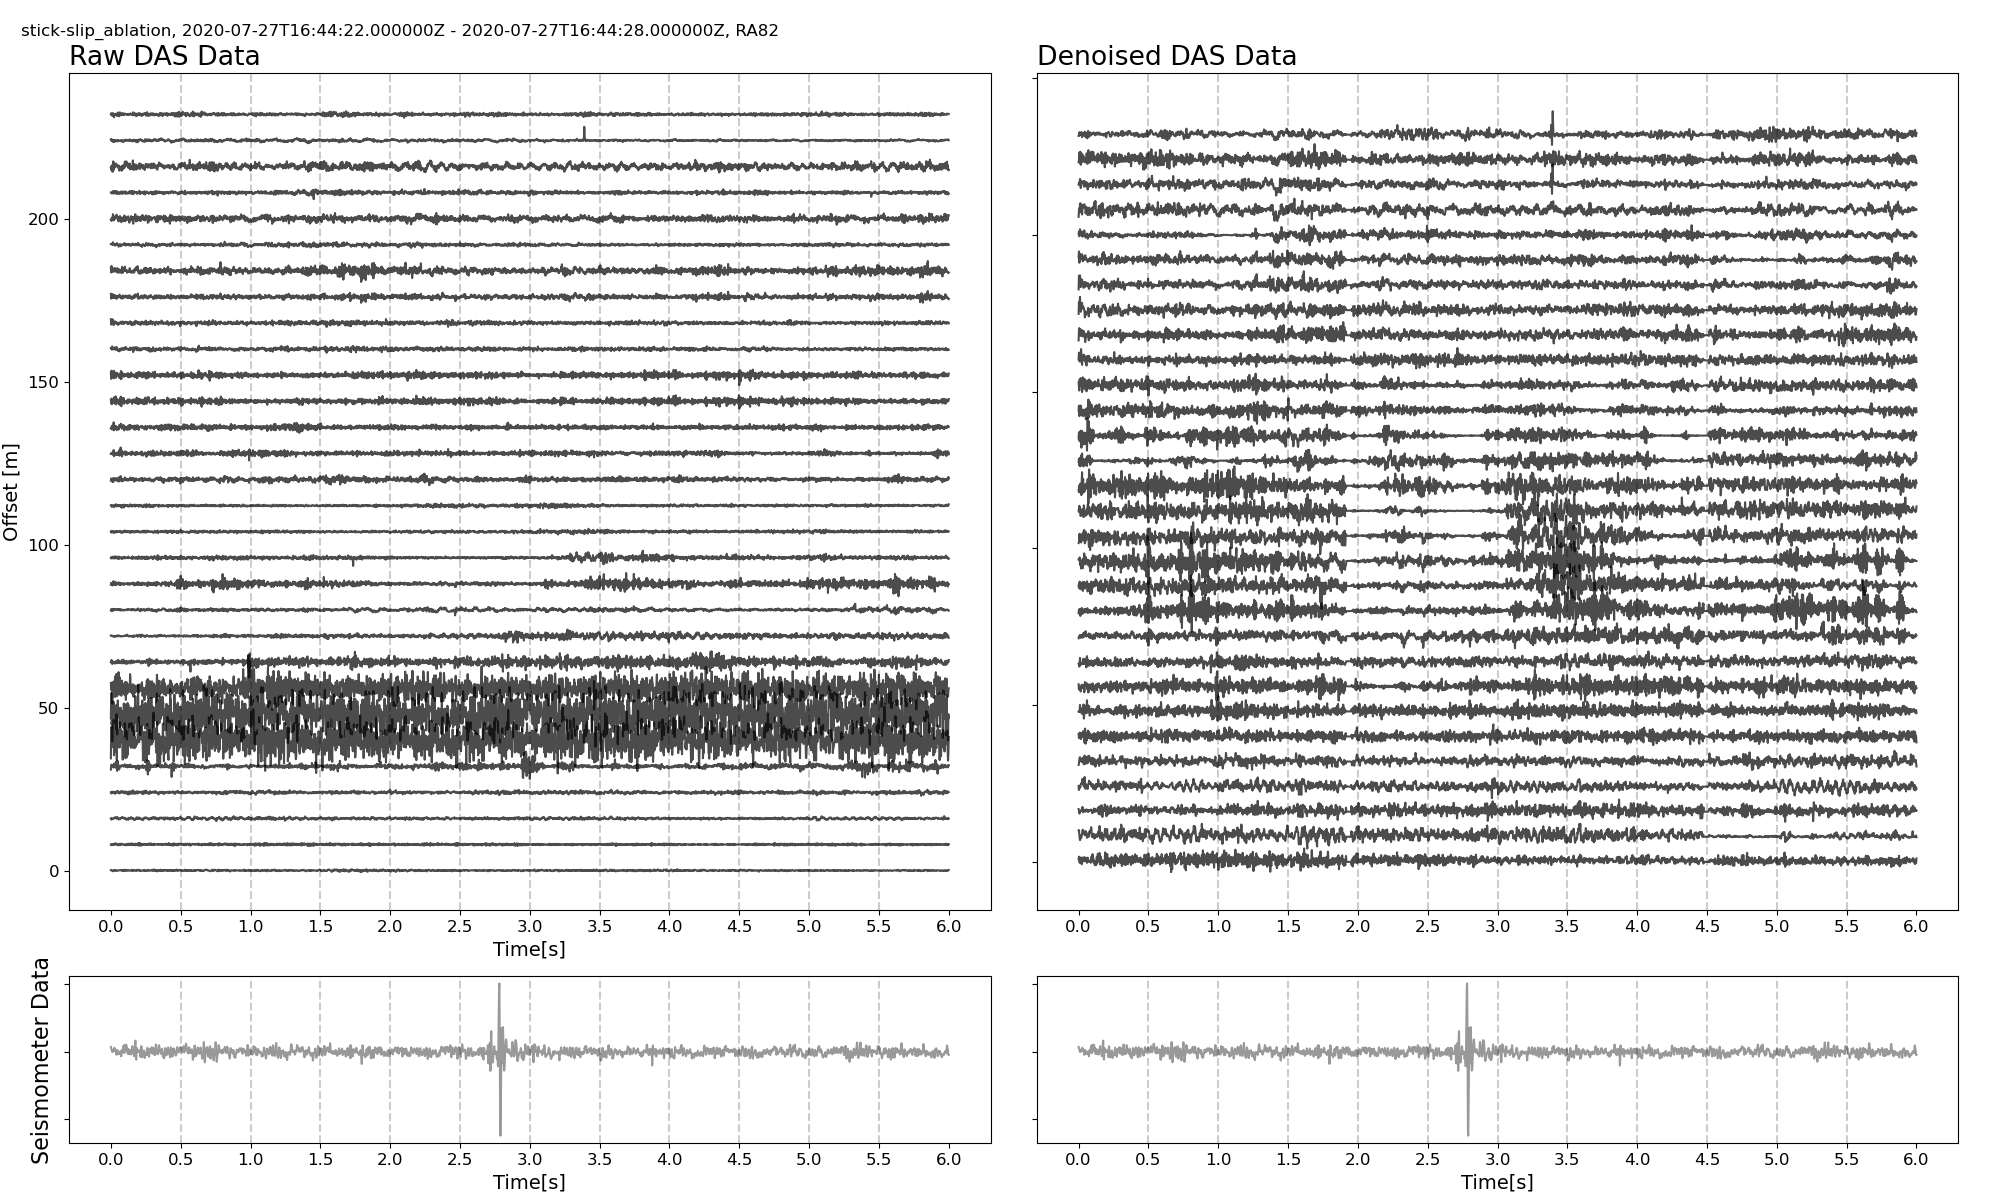 stick-slip_ablation, 2020-07-27T16:44:22.000000Z - 2020-07-27T16:44:28.000000Z, RA82
Raw DAS Data
Denoised DAS Data
Offset [m]
200
150
100
50
0
0.0 0.5 1.0 1.5 2.0 2.5 3.0 3.5 4.0 4.5 5.0 5.5 6.0
Time[s]
0.0 0.5 1.0 1.5 2.0 2.5 3.0 3.5 4.0 4.5 5.0 5.5 6.0
Seismometer Data
0.0 0.5 1.0 1.5 2.0 2.5 3.0 3.5 4.0 4.5 5.0 5.5 6.0
Time[s]
0.0 0.5 1.0 1.5 2.0 2.5 3.0 3.5 4.0 4.5 5.0 5.5 6.0
Time[s]